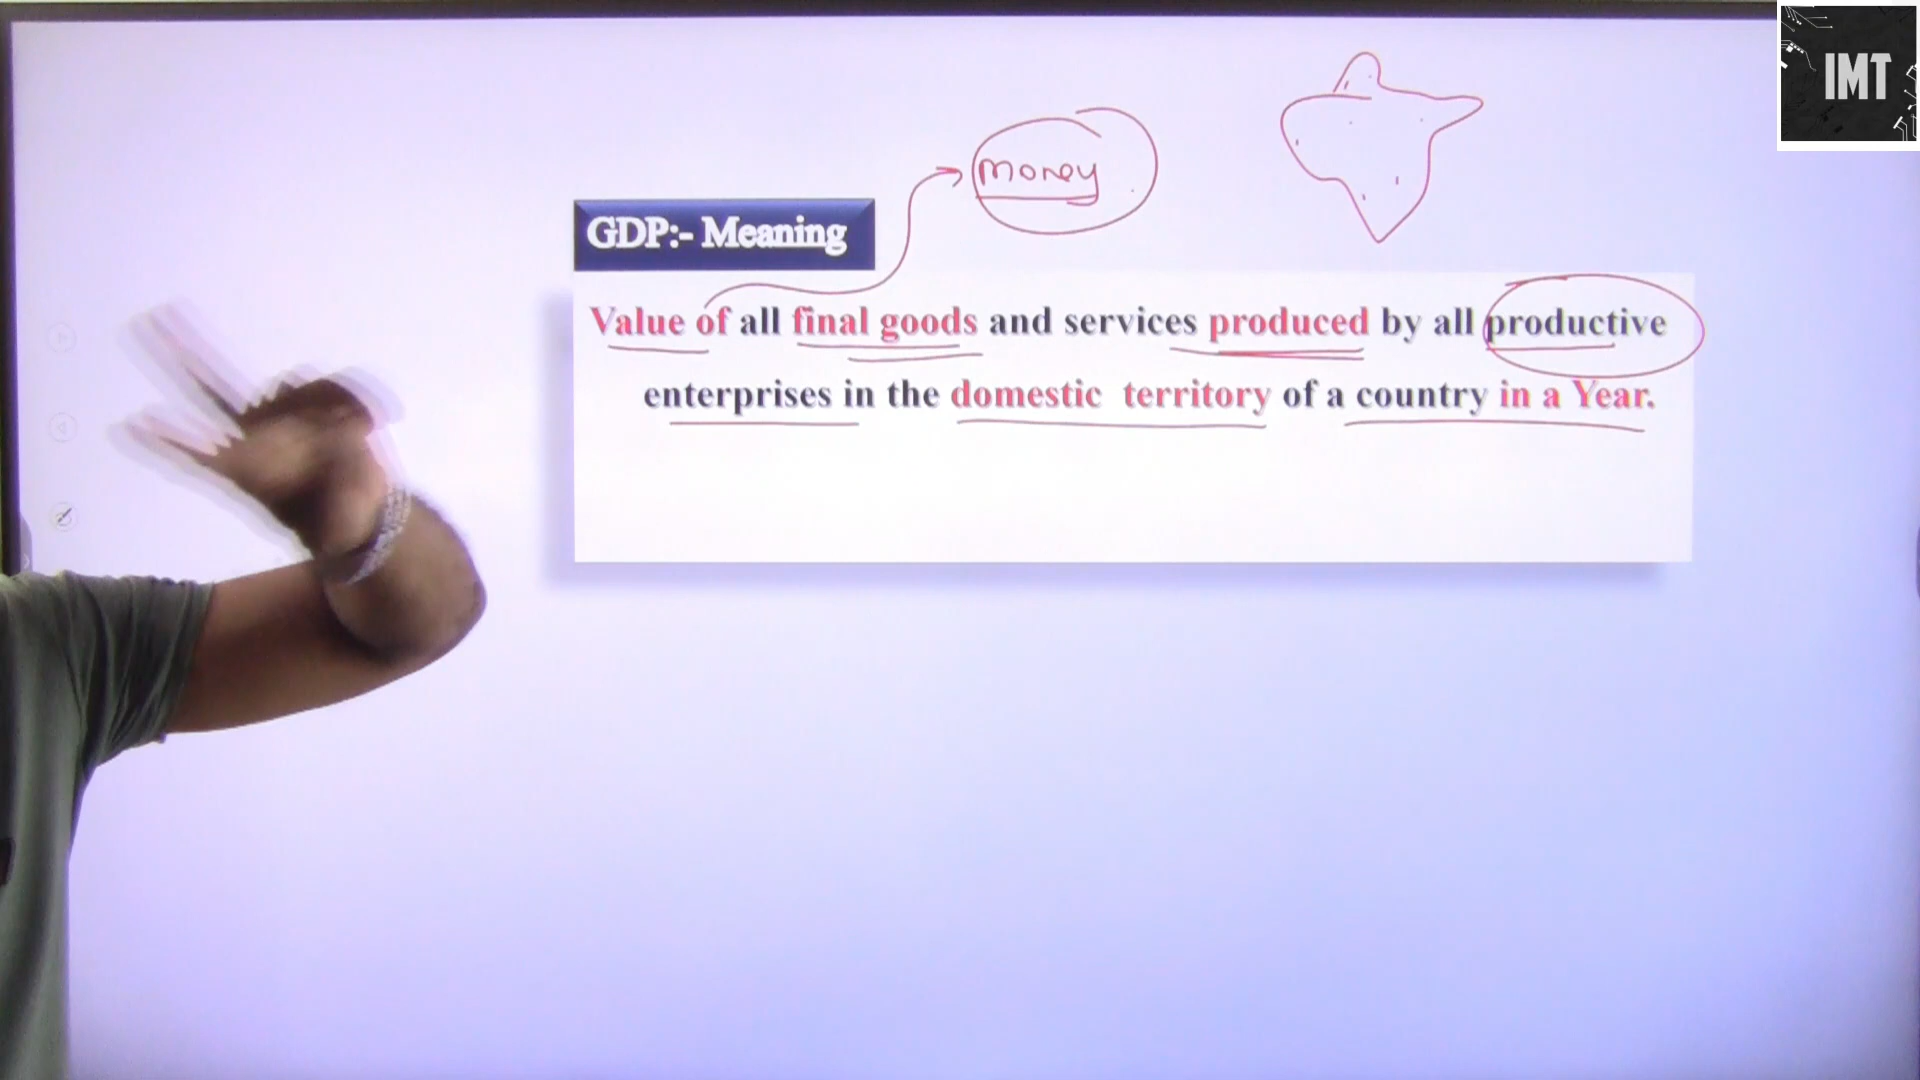 IMT
money
GDP:- Meaning
Value of all final goods and services produced by all productive
enterprises in the domestic territory of a country in a Year.